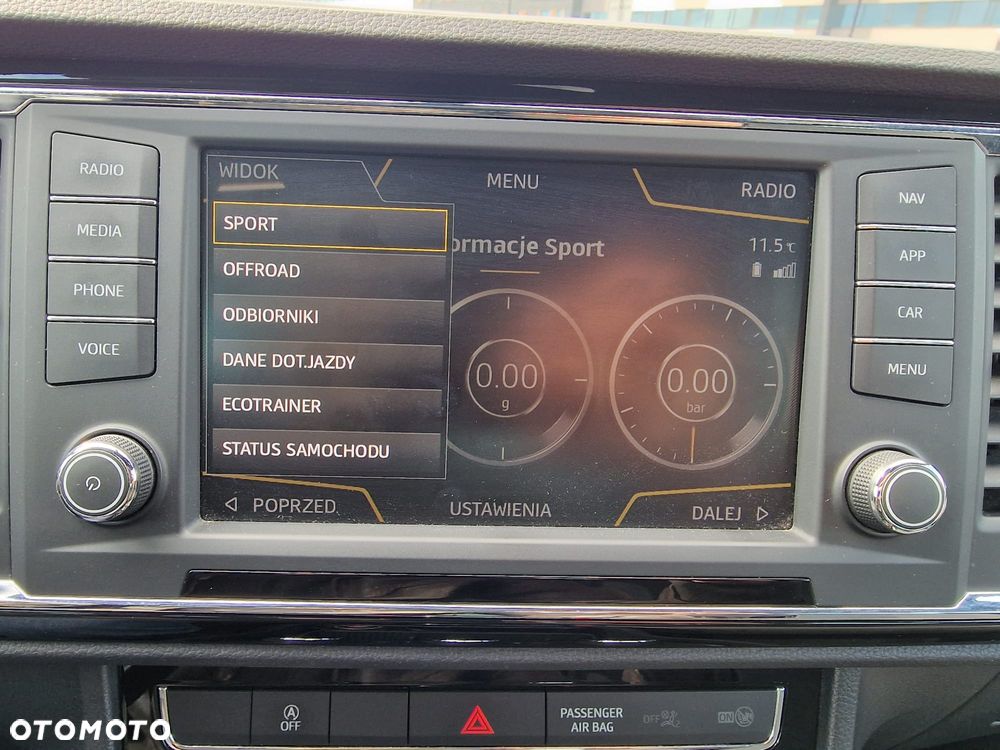 RADIO
MEDIA
PHONE
VOICE
WIDOK
MENU
RADIO
SPORT
OFFROAD
ODBIORNIKI
DANE DOT.JAZDY
ECOTRAINER
STATUS SAMOCHODU
ormacje Sport
11.5 °C
0.00
g
0.00
bar
POPRZED.
USTAWIENIA
DALEJ
NAV
APP
CAR
MENU
A
OFF
PASSENGER
AIR BAG
OFF
ON
OTOMOTO